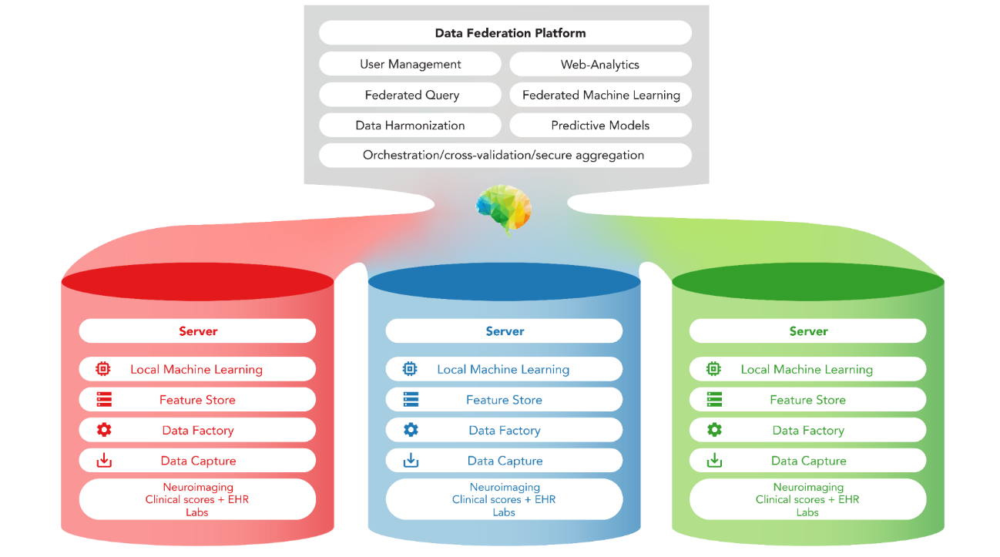 Data Federation Platform
User Management
Web-Analytics
Federated Query
Federated Machine Learning
Data Harmonization
Predictive Models
Orchestration/cross-validation/secure aggregation
Server
Local Machine Learning
Feature Store
Data Factory
Data Capture
Neuroimaging
Clinical scores + EHR
Labs
Server
Local Machine Learning
Feature Store
Data Factory
Data Capture
Neuroimaging
Clinical scores + EHR
Labs
Server
Local Machine Learning
Feature Store
Data Factory
Data Capture
Neuroimaging
Clinical scores + EHR
Labs